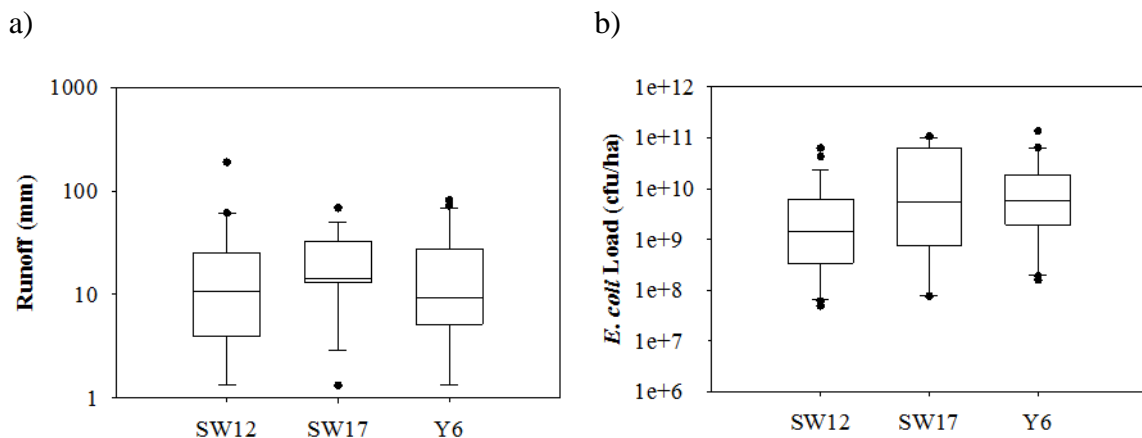 a)
b)
Runoff (mm)
1000
100
10
1
SW12 SW17 Y6
E. coli Load (cfu/ha)
1e+12
1e+11
1e+10
1e+9
1e+8
1e+7
1e+6
SW12 SW17 Y6